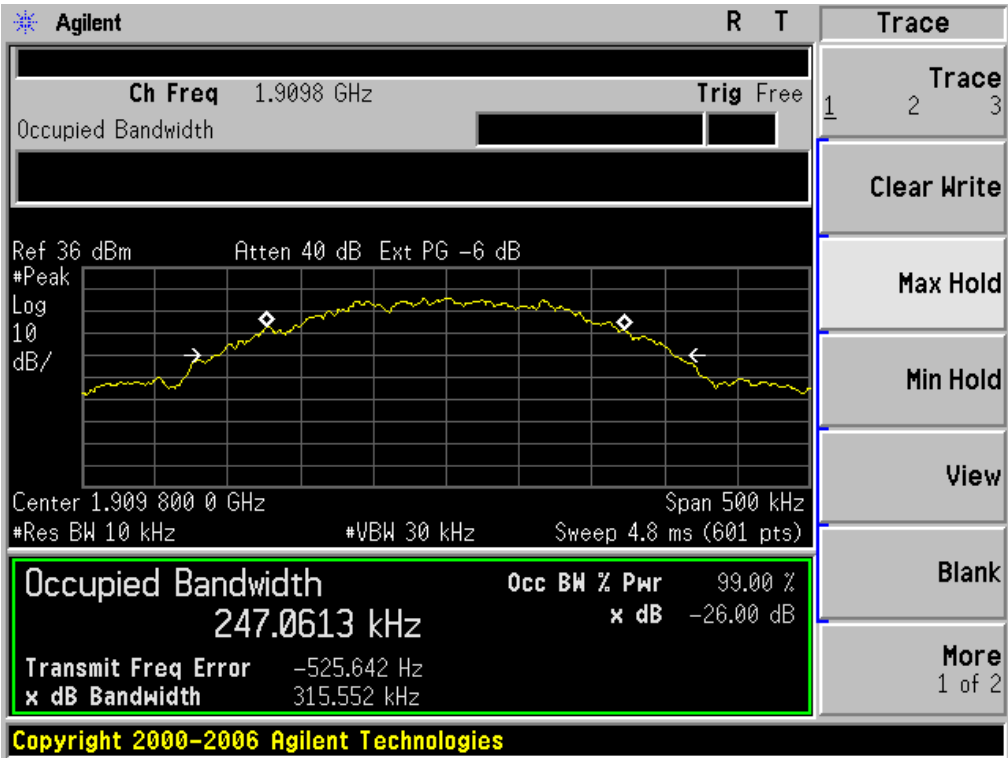 Agilent R T
Ch Freq 1.9098 GHz Trig Free
Occupied Bandwidth
Ref 36 dBm Atten 40 dB Ext PG -6 dB
#Peak
Log
10
dB/
Center 1.909 800 0 GHz Span 500 kHz
#Res BW 10 kHz #VBW 30 kHz Sweep 4.8 ms (601 pts)
Occupied Bandwidth Occ BW % Pwr 99.00 %
247.0613 kHz x dB -26.00 dB
Transmit Freq Error -525.642 Hz
x dB Bandwidth 315.552 kHz
Copyright 2000-2006 Agilent Technologies
Trace
Trace
1 2 3
Clear Write
Max Hold
Min Hold
View
Blank
More
1 of 2